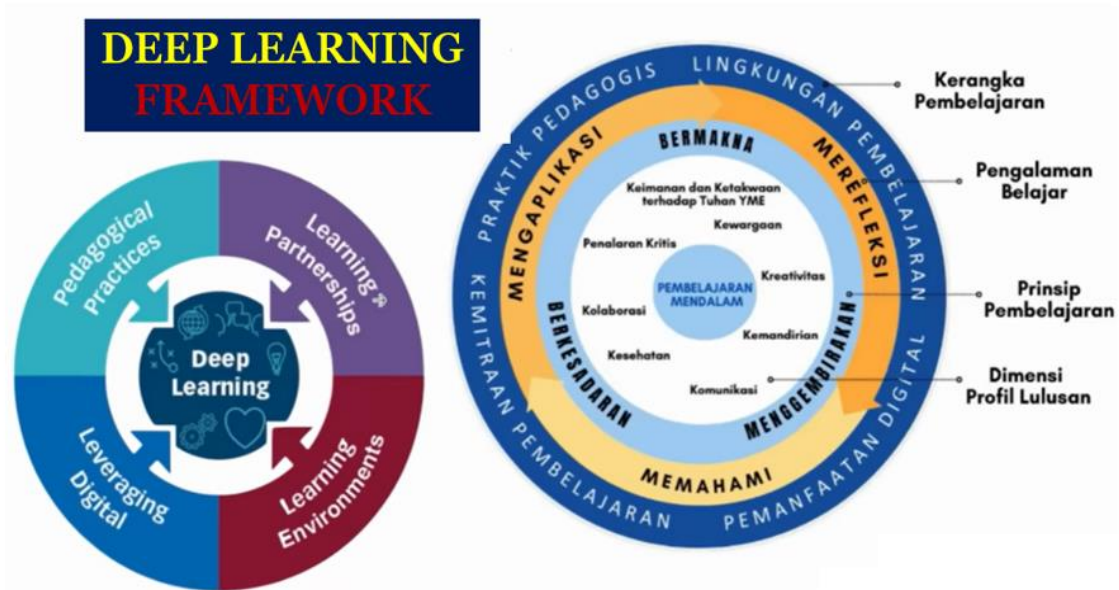 DEEP LEARNING
FRAMEWORK
Pedagogical
Practices
Learning
Partnerships
Deep
Learning
Leveraging
Digital
Learning
Environments
PRAKTIK PEDAGOGIS
LINGKUNGAN PEMBELAJARAN
KEMITRAAN PEMBELAJARAN
PEMANFAATAN DIGITAL
MENGAPLIKASI
MEREFLEKSI
MEMAHAMI
BERMAKNA
BERKESADARAN
MENGGEMBIRAKAN
Keimanan dan Ketakwaan
terhadap Tuhan YME
Kewargaan
Penalaran Kritis
Kreativitas
PEMBELAJARAN
MENDALAM
Kolaborasi
Kemandirian
Kesehatan
Komunikasi
Kerangka
Pembelajaran
Pengalaman
Belajar
Prinsip
Pembelajaran
Dimensi
Profil Lulusan